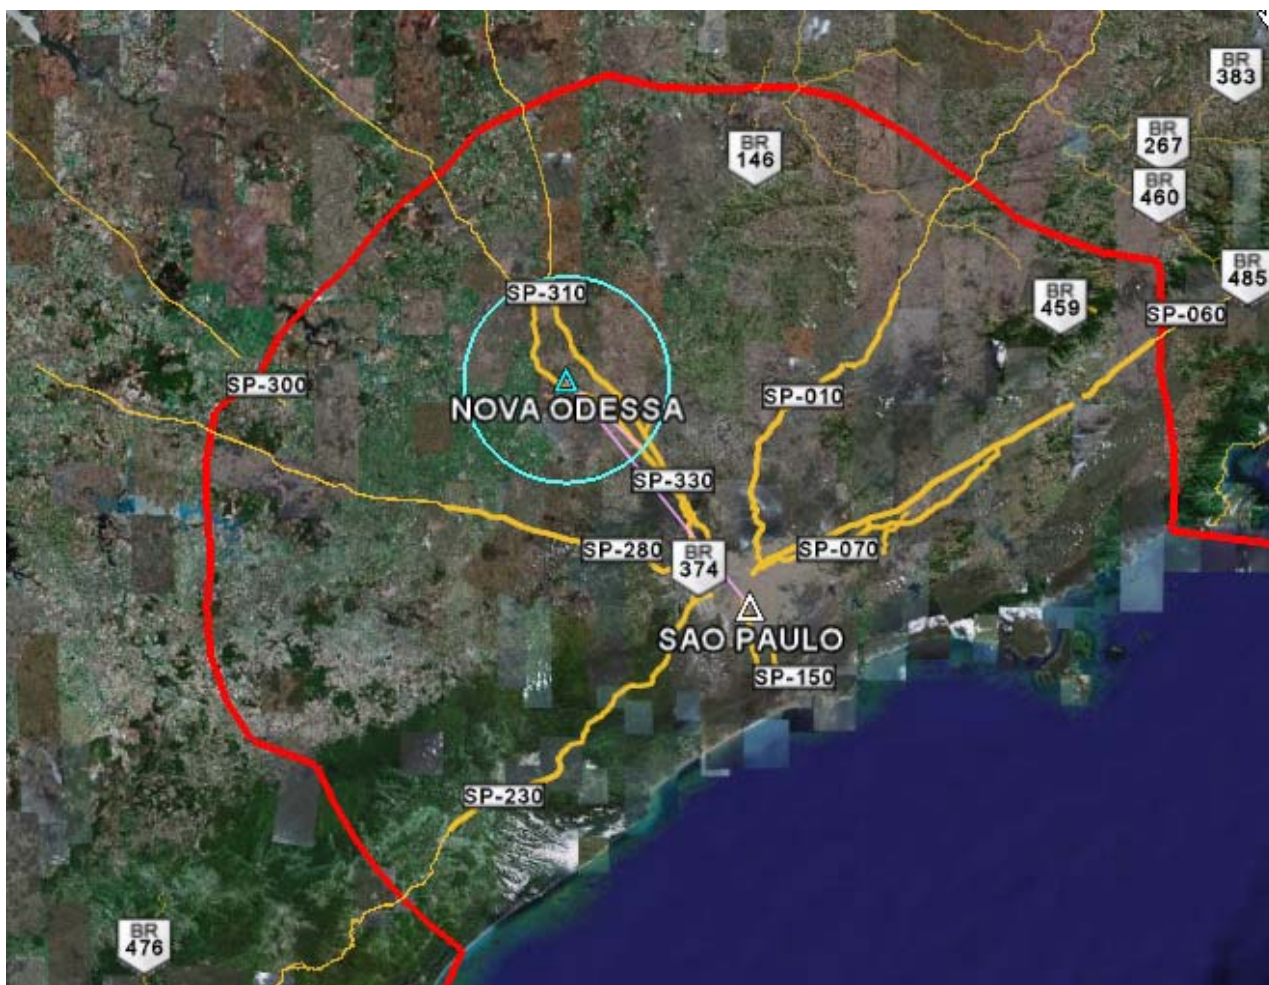 BR
383
BR
267
BR
146
BR
460
BR
485
SP-310
BR
459
SP-060
SP-300
SP-010
NOVA ODESSA
SP-330
SP-280
BR
374
SP-070
SAO PAULO
SP-150
SP-230
BR
476